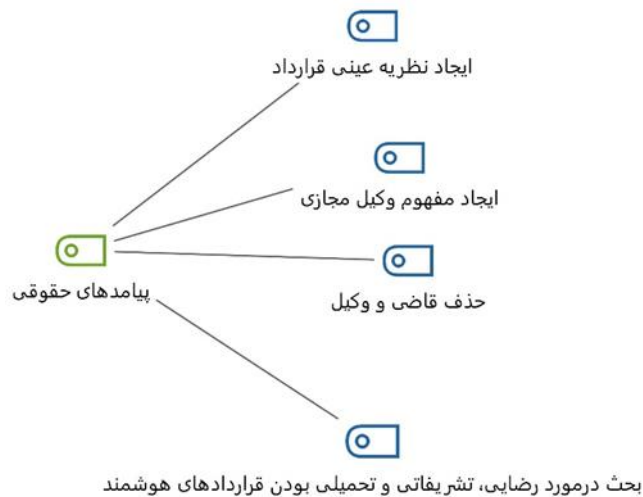 ایجاد نظریه عینی قرارداد
ایجاد مفهوم وکیل مجازی
پیامدهای حقوقی
حذف قاضی و وکیل
بحث درمورد رضایی، تشریفاتی و تحمیلی بودن قراردادهای هوشمند